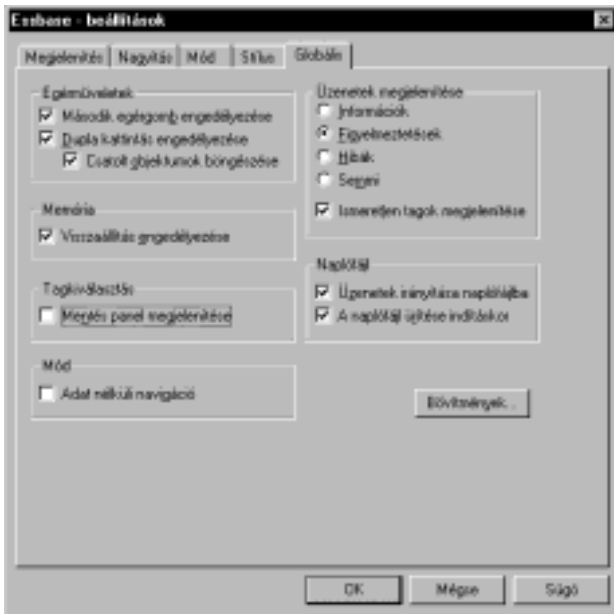 Essbase - beállítások
Megjelenítés
Nagyítás
Mód
Stílus
Globális
Egérműveletek
Második egérgomb engedélyezése
Dupla kattintás engedélyezése
Csatolt objektumok böngészése
Memória
Visszaállítás engedélyezése
Tagkiválasztás
Mentés panel megjelenítése
Mód
Adat nélküli navigáció
Üzenetek megjelenítése
Információk
Figyelmeztetések
Hibák
Semmi
Ismeretlen tagok megjelenítése
Naplófájl
Üzenetek irányítása naplófájlba
A naplófájl ürítése indításkor
Bővítmények...
OK
Mégse
Súgó